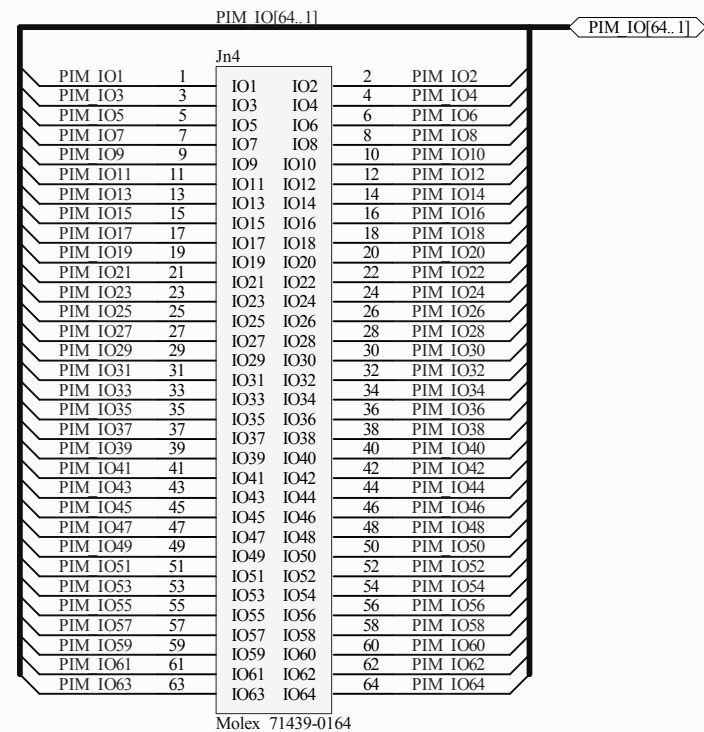 PIM_IO[64..1]
PIM_IO[64..1]
Jn4
PIM_IO1 1 IO1 IO2 2 PIM_IO2
PIM_IO3 3 IO3 IO4 4 PIM_IO4
PIM_IO5 5 IO5 IO6 6 PIM_IO6
PIM_IO7 7 IO7 IO8 8 PIM_IO8
PIM_IO9 9 IO9 IO10 10 PIM_IO10
PIM_IO11 11 IO11 IO12 12 PIM_IO12
PIM_IO13 13 IO13 IO14 14 PIM_IO14
PIM_IO15 15 IO15 IO16 16 PIM_IO16
PIM_IO17 17 IO17 IO18 18 PIM_IO18
PIM_IO19 19 IO19 IO20 20 PIM_IO20
PIM_IO21 21 IO21 IO22 22 PIM_IO22
PIM_IO23 23 IO23 IO24 24 PIM_IO24
PIM_IO25 25 IO25 IO26 26 PIM_IO26
PIM_IO27 27 IO27 IO28 28 PIM_IO28
PIM_IO29 29 IO29 IO30 30 PIM_IO30
PIM_IO31 31 IO31 IO32 32 PIM_IO32
PIM_IO33 33 IO33 IO34 34 PIM_IO34
PIM_IO35 35 IO35 IO36 36 PIM_IO36
PIM_IO37 37 IO37 IO38 38 PIM_IO38
PIM_IO39 39 IO39 IO40 40 PIM_IO40
PIM_IO41 41 IO41 IO42 42 PIM_IO42
PIM_IO43 43 IO43 IO44 44 PIM_IO44
PIM_IO45 45 IO45 IO46 46 PIM_IO46
PIM_IO47 47 IO47 IO48 48 PIM_IO48
PIM_IO49 49 IO49 IO50 50 PIM_IO50
PIM_IO51 51 IO51 IO52 52 PIM_IO52
PIM_IO53 53 IO53 IO54 54 PIM_IO54
PIM_IO55 55 IO55 IO56 56 PIM_IO56
PIM_IO57 57 IO57 IO58 58 PIM_IO58
PIM_IO59 59 IO59 IO60 60 PIM_IO60
PIM_IO61 61 IO61 IO62 62 PIM_IO62
PIM_IO63 63 IO63 IO64 64 PIM_IO64
Molex_71439-0164